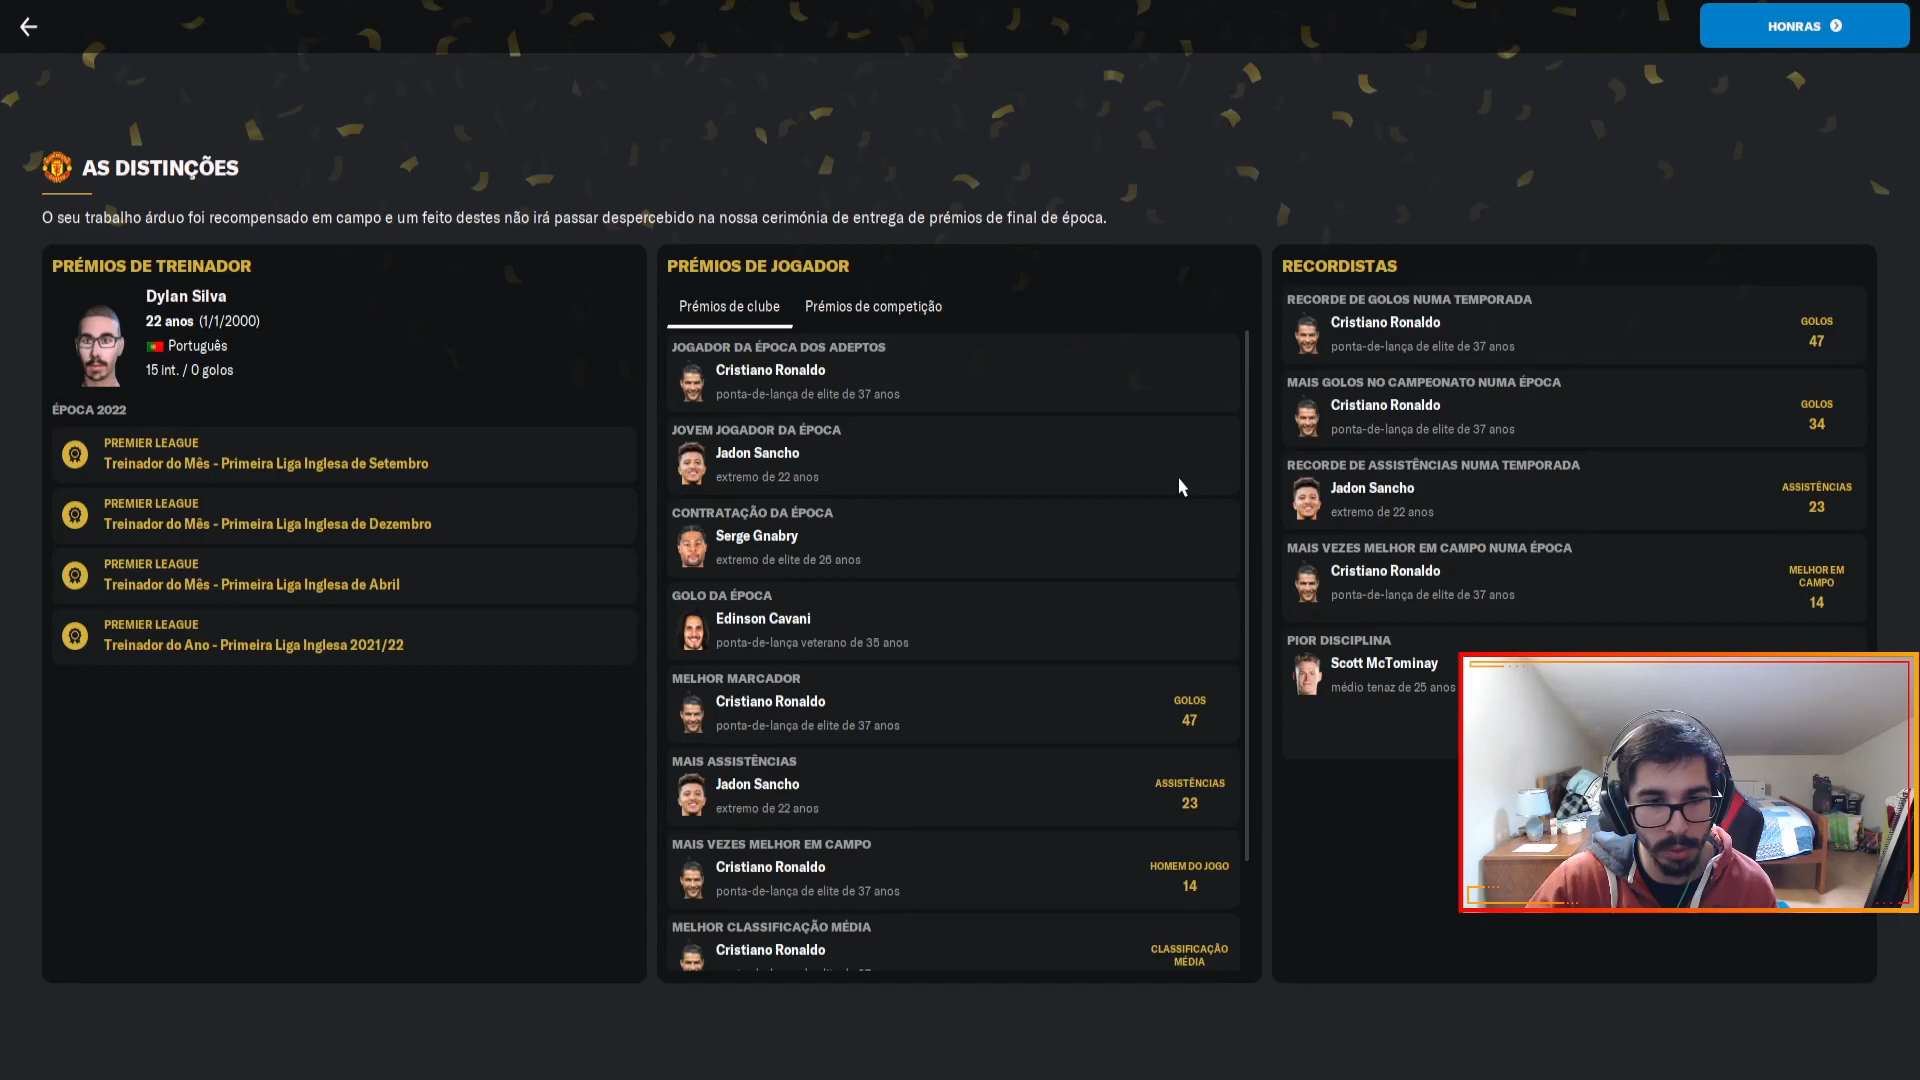 HONRAS
AS DISTINÇÕES
O seu trabalho árduo foi recompensado em campo e um feito destes não irá passar despercebido na nossa cerimónia de entrega de prémios de final de época.
PRÉMIOS DE TREINADOR
Dylan Silva
22 anos (1/1/2000)
Português
15 int. / 0 golos
ÉPOCA 2022
PREMIER LEAGUE
Treinador do Mês - Primeira Liga Inglesa de Setembro
PREMIER LEAGUE
Treinador do Mês - Primeira Liga Inglesa de Dezembro
PREMIER LEAGUE
Treinador do Mês - Primeira Liga Inglesa de Abril
PREMIER LEAGUE
Treinador do Ano - Primeira Liga Inglesa 2021/22
PRÉMIOS DE JOGADOR
Prémios de clube Prémios de competição
JOGADOR DA ÉPOCA DOS ADEPTOS
Cristiano Ronaldo
ponta-de-lança de elite de 37 anos
JOVEM JOGADOR DA ÉPOCA
Jadon Sancho
extremo de 22 anos
CONTRATAÇÃO DA ÉPOCA
Serge Gnabry
extremo de elite de 26 anos
GOLO DA ÉPOCA
Edinson Cavani
ponta-de-lança veterano de 35 anos
MELHOR MARCADOR
Cristiano Ronaldo
ponta-de-lança de elite de 37 anos
GOLOS
47
MAIS ASSISTÊNCIAS
Jadon Sancho
extremo de 22 anos
ASSISTÊNCIAS
23
MAIS VEZES MELHOR EM CAMPO
Cristiano Ronaldo
ponta-de-lança de elite de 37 anos
HOMEM DO JOGO
14
MELHOR CLASSIFICAÇÃO MÉDIA
Cristiano Ronaldo
CLASSIFICAÇÃO
MÉDIA
RECORDISTAS
RECORDE DE GOLOS NUMA TEMPORADA
Cristiano Ronaldo
ponta-de-lança de elite de 37 anos
GOLOS
47
MAIS GOLOS NO CAMPEONATO NUMA ÉPOCA
Cristiano Ronaldo
ponta-de-lança de elite de 37 anos
GOLOS
34
RECORDE DE ASSISTÊNCIAS NUMA TEMPORADA
Jadon Sancho
extremo de 22 anos
ASSISTÊNCIAS
23
MAIS VEZES MELHOR EM CAMPO NUMA ÉPOCA
Cristiano Ronaldo
ponta-de-lança de elite de 37 anos
MELHOR EM
CAMPO
14
PIOR DISCIPLINA
Scott McTominay
médio tenaz de 25 anos